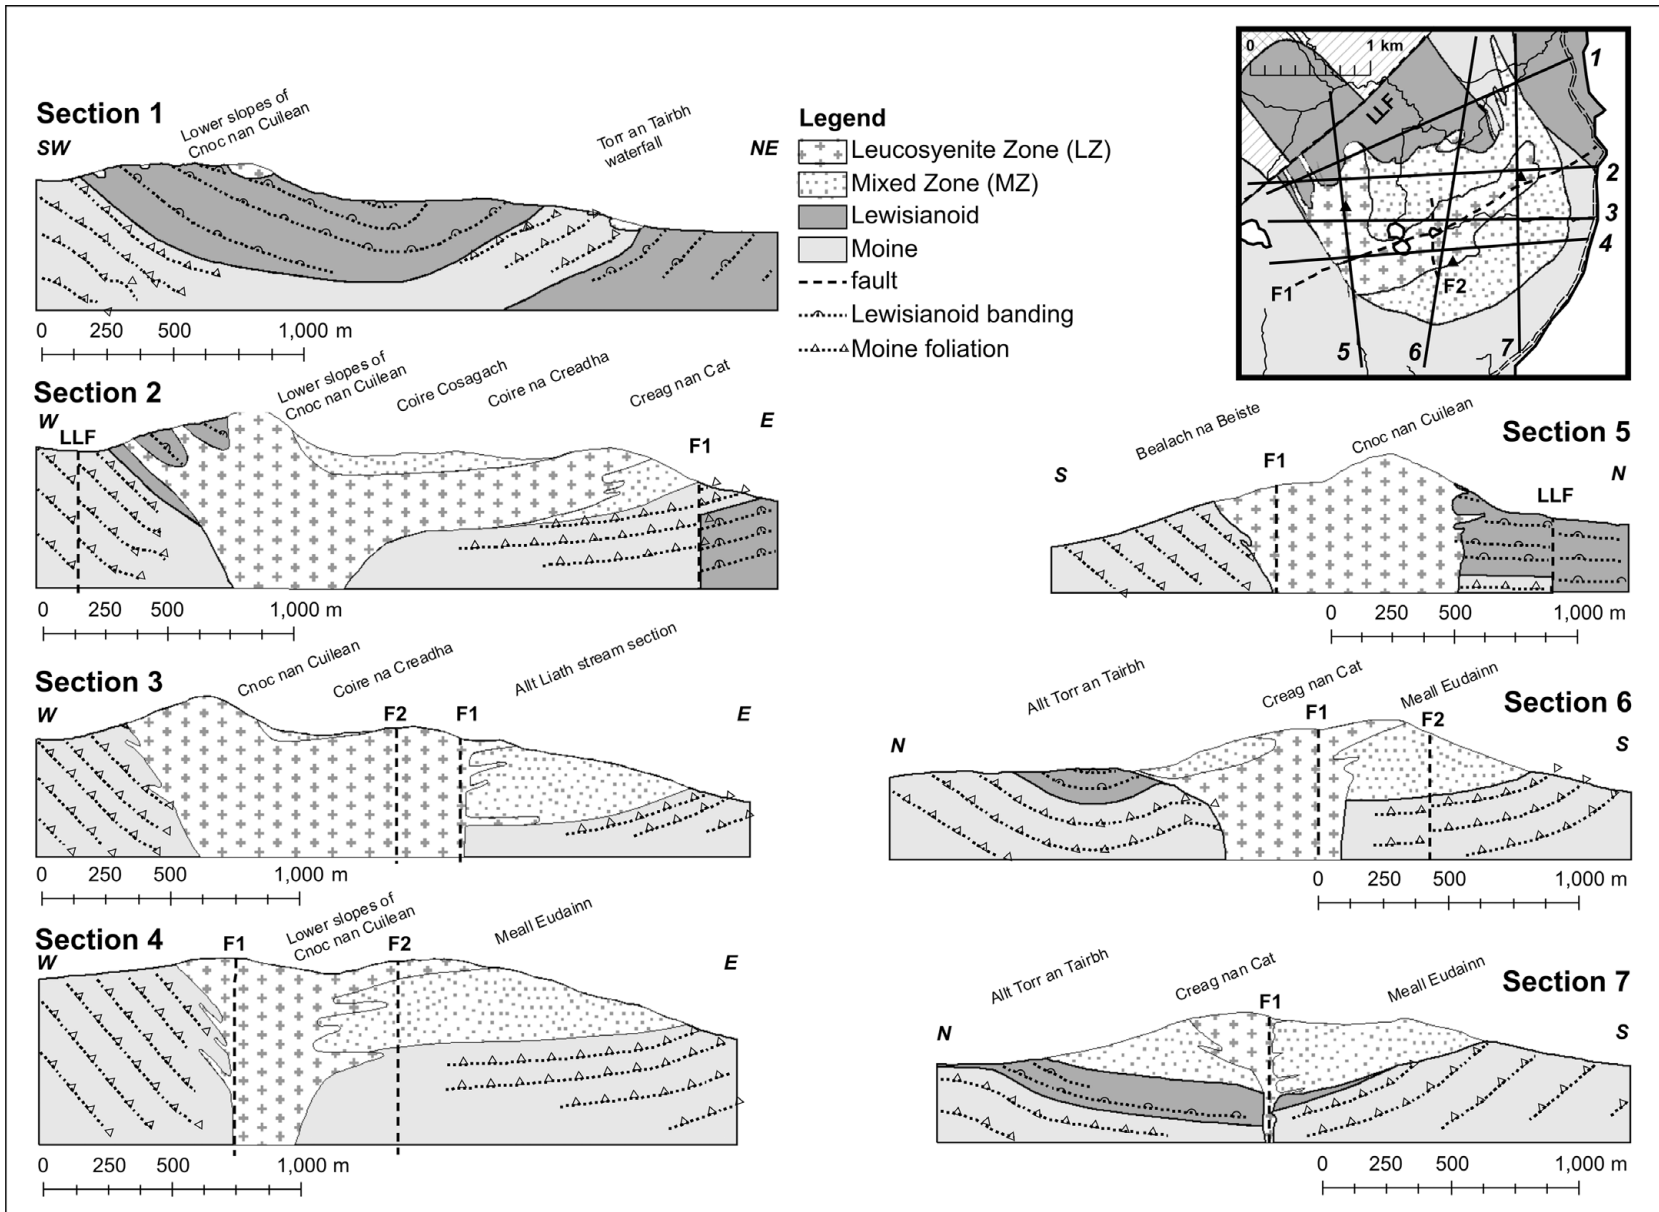 Section 1
SW
Lower slopes of
Cnoc nan Cuilean
Torr an Tairbh
waterfall
NE
0 250 500 1,000 m
Legend
Leucosyenite Zone (LZ)
Mixed Zone (MZ)
Lewisianoid
Moine
fault
Lewisianoid banding
Moine foliation
0 1 km
LLF
F1
F2
1
2
3
4
5
6
7
Section 2
W
LLF
Lower slopes of
Cnoc nan Cuilean
Coire Cosagach
Coire na Creadha
Creag nan Cat
F1
E
0 250 500 1,000 m
Section 3
W
Cnoc nan Cuilean
Coire na Creadha
Allt Liath stream section
F2
F1
E
0 250 500 1,000 m
Section 4
W
F1
Lower slopes of
Cnoc nan Cuilean
F2
Meall Eudainn
E
0 250 500 1,000 m
Section 5
S
Bealach na Beiste
F1
Cnoc nan Cuilean
LLF
N
0 250 500 1,000 m
Section 6
N
Allt Torr an Tairbh
Creag nan Cat
F1
Meall Eudainn
F2
S
0 250 500 1,000 m
Section 7
N
Allt Torr an Tairbh
Creag nan Cat
F1
Meall Eudainn
S
0 250 500 1,000 m